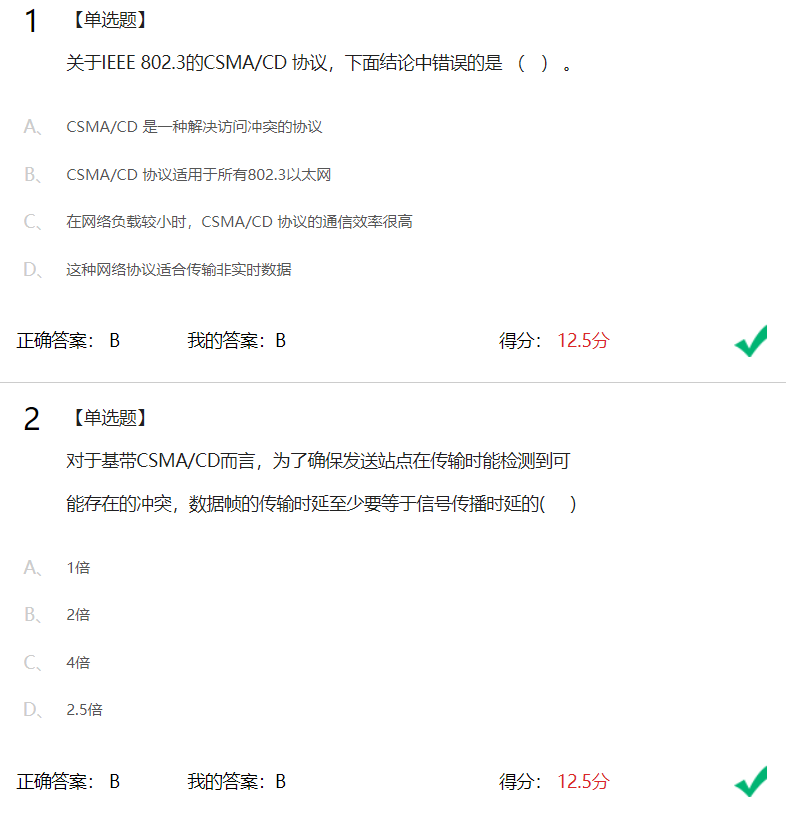 1 【单选题】
关于IEEE 802.3的CSMA/CD 协议，下面结论中错误的是 （ ） 。
A、 CSMA/CD 是一种解决访问冲突的协议
B、 CSMA/CD 协议适用于所有802.3以太网
C、 在网络负载较小时，CSMA/CD 协议的通信效率很高
D、 这种网络协议适合传输非实时数据
正确答案： B 我的答案：B 得分： 12.5分
2 【单选题】
对于基带CSMA/CD而言，为了确保发送站点在传输时能检测到可
能存在的冲突，数据帧的传输时延至少要等于信号传播时延的( )
A、 1倍
B、 2倍
C、 4倍
D、 2.5倍
正确答案： B 我的答案：B 得分： 12.5分